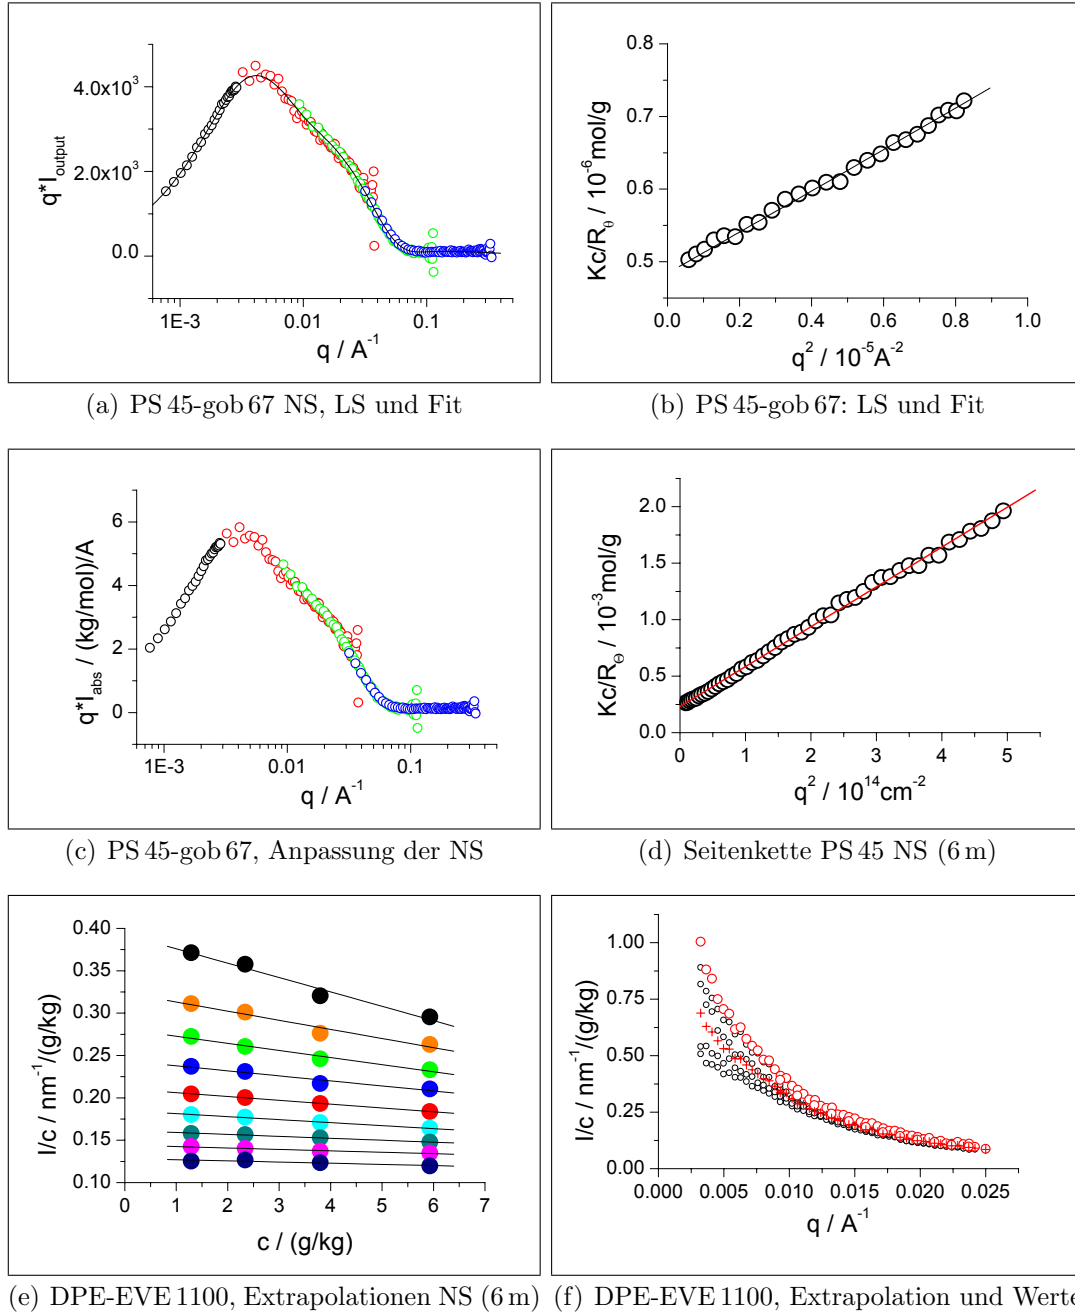 4.0x10³
2.0x10³
0.0
q*I_output
1E-3
0.01
0.1
q / A⁻¹
(a) PS 45-gob 67 NS, LS und Fit
0.8
0.7
0.6
0.5
Kc/R_θ / 10⁻⁶mol/g
0.0 0.2 0.4 0.6 0.8 1.0
q² / 10⁻⁵A⁻²
(b) PS 45-gob 67: LS und Fit
6
4
2
0
q*I_abs / (kg/mol)/A
1E-3
0.01
0.1
q / A⁻¹
(c) PS 45-gob 67, Anpassung der NS
2.0
1.5
1.0
0.5
0.0
Kc/R_Θ / 10⁻³mol/g
0 1 2 3 4 5
q² / 10¹⁴cm⁻²
(d) Seitenkette PS 45 NS (6 m)
0.40
0.35
0.30
0.25
0.20
0.15
0.10
I/c / nm⁻¹/(g/kg)
0 1 2 3 4 5 6 7
c / (g/kg)
(e) DPE-EVE 1100, Extrapolationen NS (6 m)
1.00
0.75
0.50
0.25
0.00
I/c / nm⁻¹/(g/kg)
0.000 0.005 0.010 0.015 0.020 0.025
q / A⁻¹
(f) DPE-EVE 1100, Extrapolation und Werte